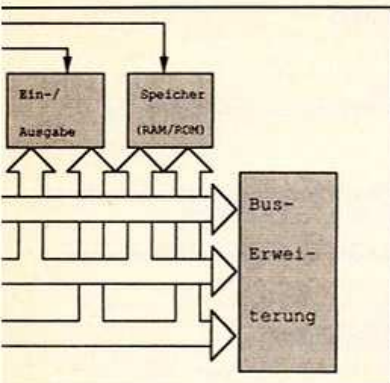 Ein-/
Ausgabe
Speicher
(RAM/ROM)
Bus-
Erwei-
terung